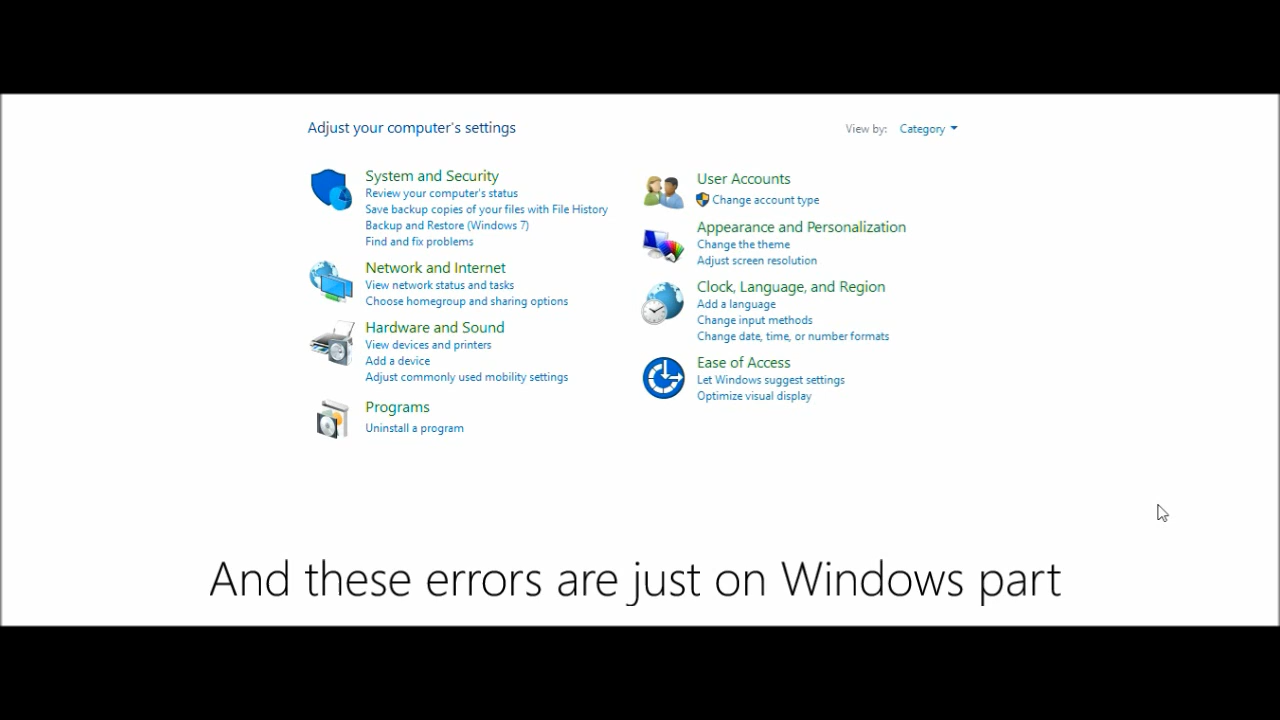 Adjust your computer's settings
View by: Category
System and Security
Review your computer's status
Save backup copies of your files with File History
Backup and Restore (Windows 7)
Find and fix problems
Network and Internet
View network status and tasks
Choose homegroup and sharing options
Hardware and Sound
View devices and printers
Add a device
Adjust commonly used mobility settings
Programs
Uninstall a program
User Accounts
Change account type
Appearance and Personalization
Change the theme
Adjust screen resolution
Clock, Language, and Region
Add a language
Change input methods
Change date, time, or number formats
Ease of Access
Let Windows suggest settings
Optimize visual display
And these errors are just on Windows part